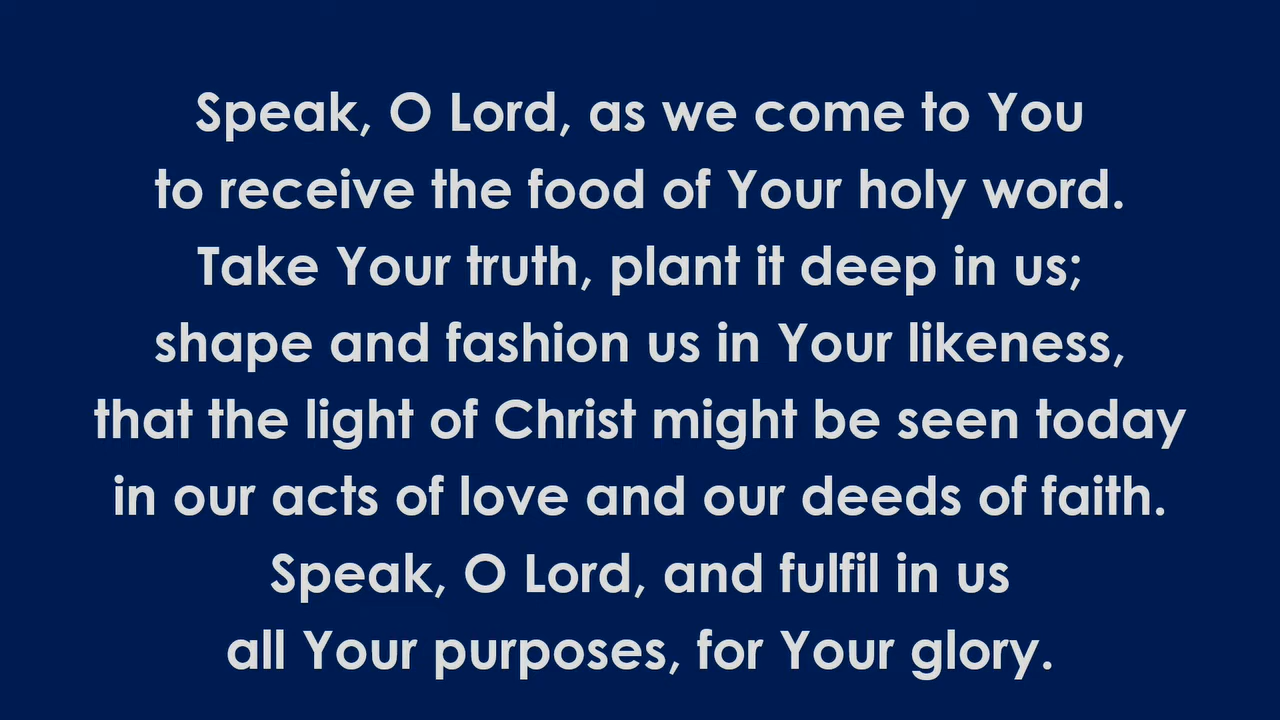 Speak, O Lord, as we come to You
to receive the food of Your holy word.
Take Your truth, plant it deep in us;
shape and fashion us in Your likeness,
that the light of Christ might be seen today
in our acts of love and our deeds of faith.
Speak, O Lord, and fulfil in us
all Your purposes, for Your glory.